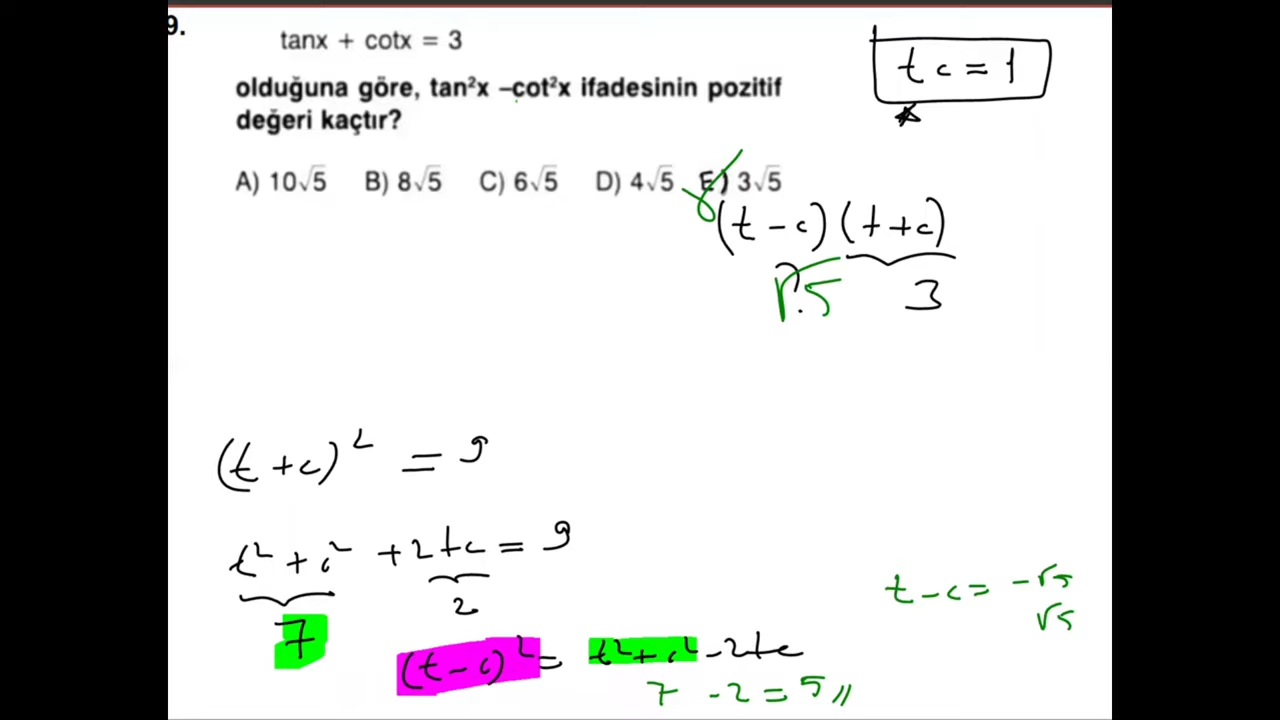 9.
tanx + cotx = 3
olduğuna göre, tan²x –cot²x ifadesinin pozitif
değeri kaçtır?
A) 10√5 B) 8√5 C) 6√5 D) 4√5 E) 3√5
t c = 1
(t - c) (t + c)
?
√5 3
(t + c)² = 9
t² + c² + 2tc = 9
7 2
(t - c)² = t² + c² - 2tc
7 - 2 = 5 //
t - c = -√5
√5